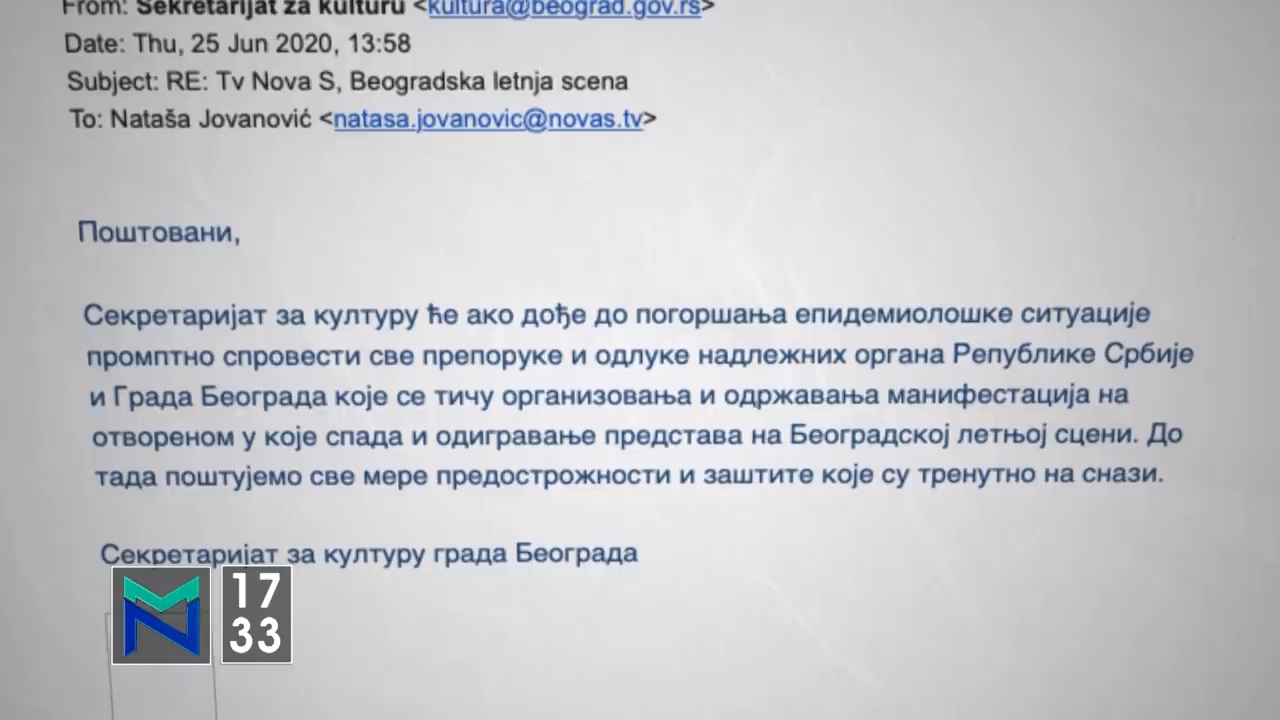 From: Sekretarijat za kulturu <kultura@beograd.gov.rs>
Date: Thu, 25 Jun 2020, 13:58
Subject: RE: Tv Nova S, Beogradska letnja scena
To: Nataša Jovanović <natasa.jovanovic@novas.tv>
Поштовани,
Секретаријат за културу ће ако дође до погоршања епидемиолошке ситуације
промптно спровести све препоруке и одлуке надлежних органа Републике Србије
и Града Београда које се тичу организовања и одржавања манифестација на
отвореном у које спада и одигравање представа на Београдској летњој сцени. До
тада поштујемо све мере предострожности и заштите које су тренутно на снази.
Секретаријат за културу града Београда
17
33